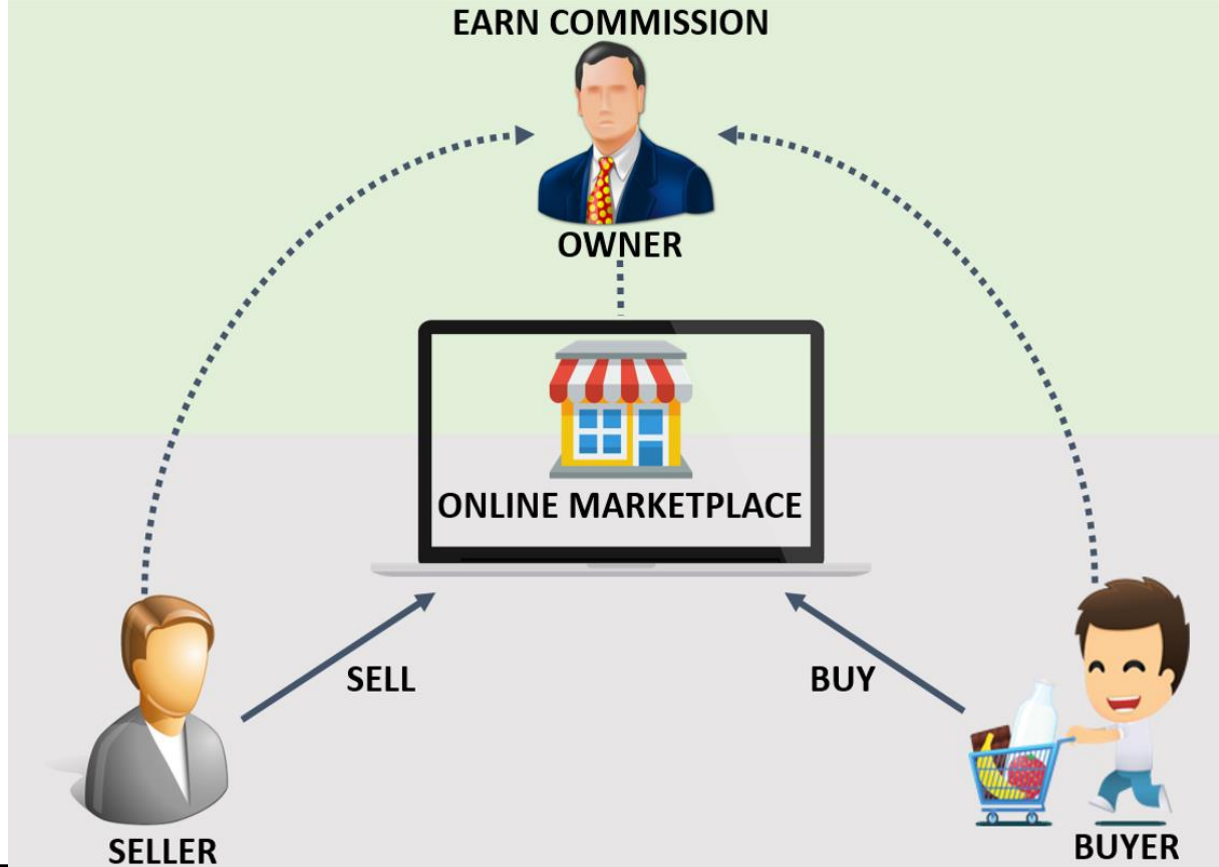 EARN COMMISSION
OWNER
ONLINE MARKETPLACE
SELL
BUY
SELLER
BUYER